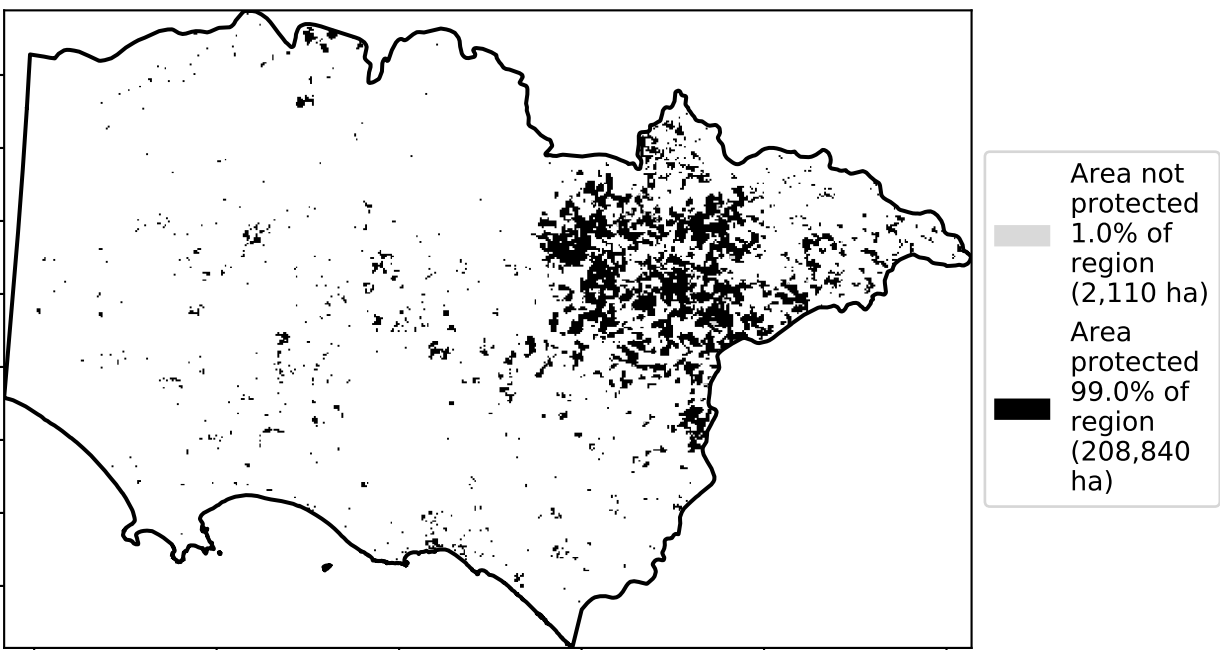 Area not
protected
1.0% of
region
(2,110 ha)
Area
protected
99.0% of
region
(208,840
ha)